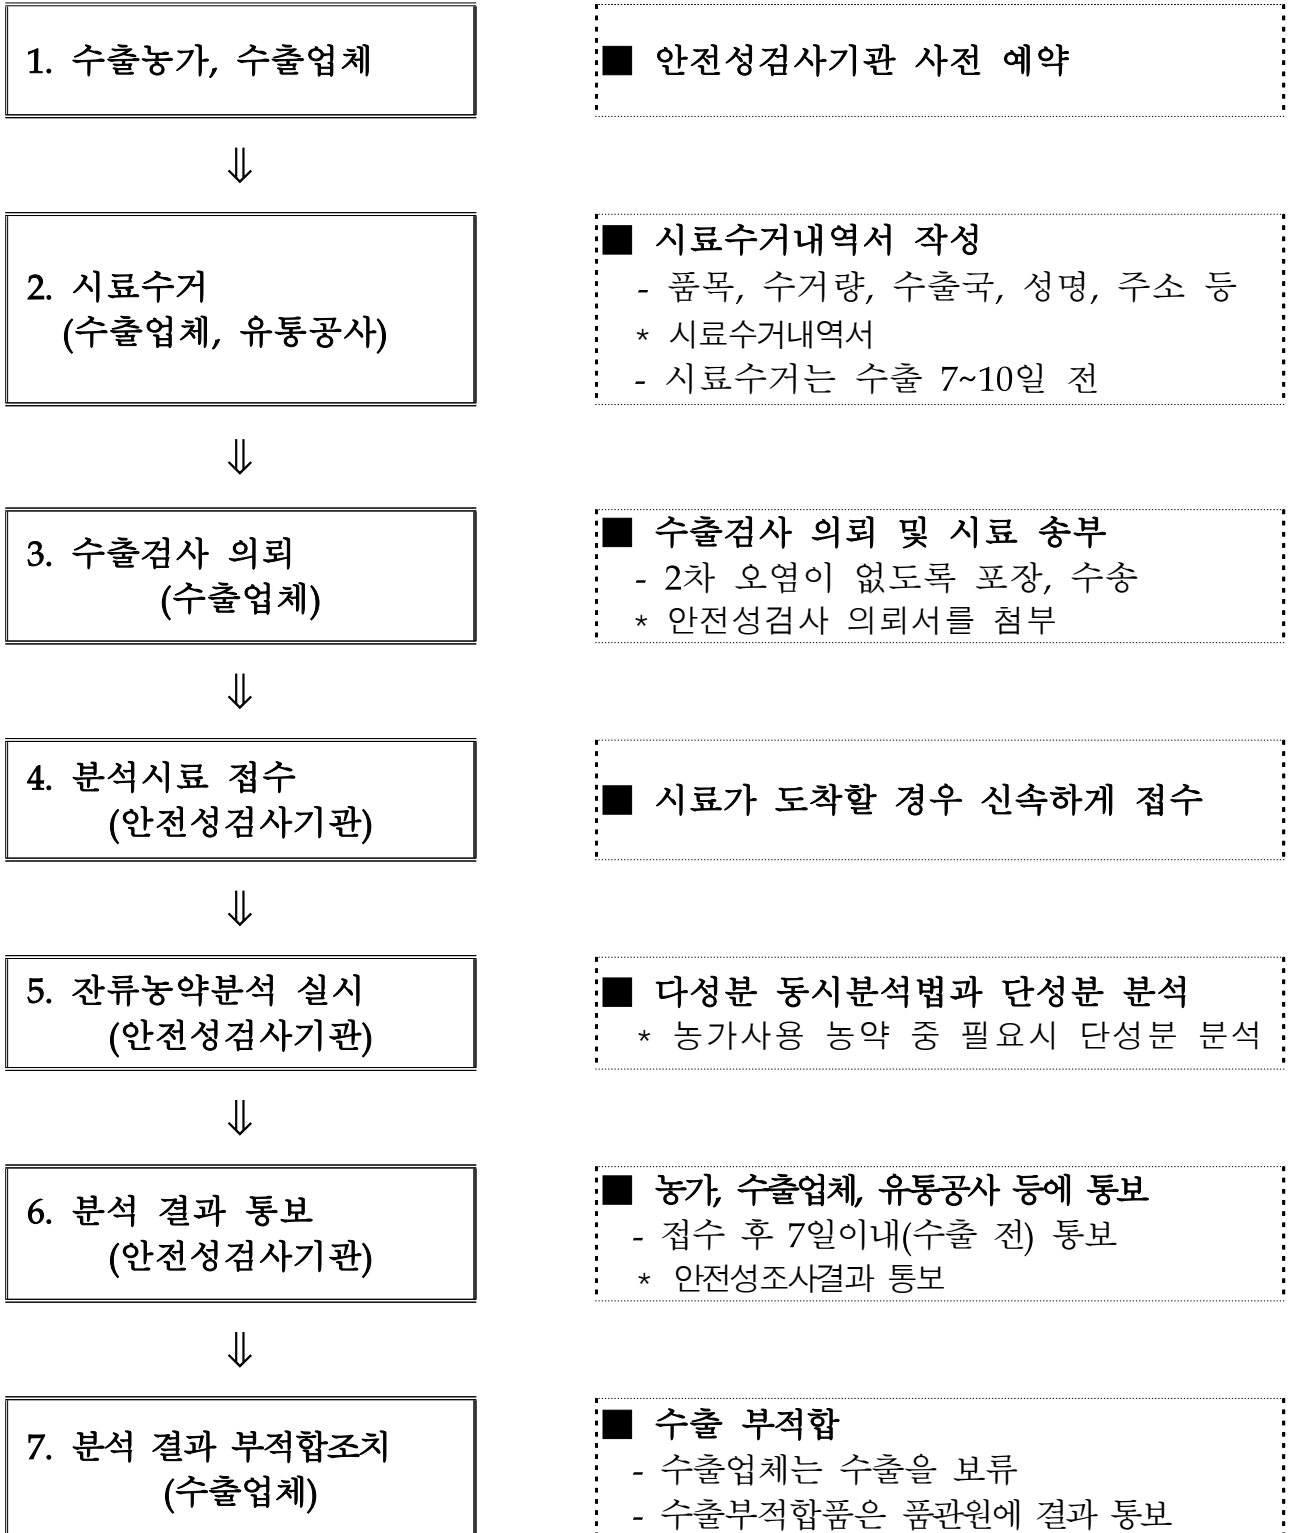 1. 수출농가, 수출업체
■ 안전성검사기관 사전 예약
⇓
2. 시료수거
(수출업체, 유통공사)
■ 시료수거내역서 작성
- 품목, 수거량, 수출국, 성명, 주소 등
* 시료수거내역서
- 시료수거는 수출 7~10일 전
⇓
3. 수출검사 의뢰
(수출업체)
■ 수출검사 의뢰 및 시료 송부
- 2차 오염이 없도록 포장, 수송
* 안전성검사 의뢰서를 첨부
⇓
4. 분석시료 접수
(안전성검사기관)
■ 시료가 도착할 경우 신속하게 접수
⇓
5. 잔류농약분석 실시
(안전성검사기관)
■ 다성분 동시분석법과 단성분 분석
* 농가사용 농약 중 필요시 단성분 분석
⇓
6. 분석 결과 통보
(안전성검사기관)
■ 농가, 수출업체, 유통공사 등에 통보
- 접수 후 7일이내(수출 전) 통보
* 안전성조사결과 통보
⇓
7. 분석 결과 부적합조치
(수출업체)
■ 수출 부적합
- 수출업체는 수출을 보류
- 수출부적합품은 품관원에 결과 통보